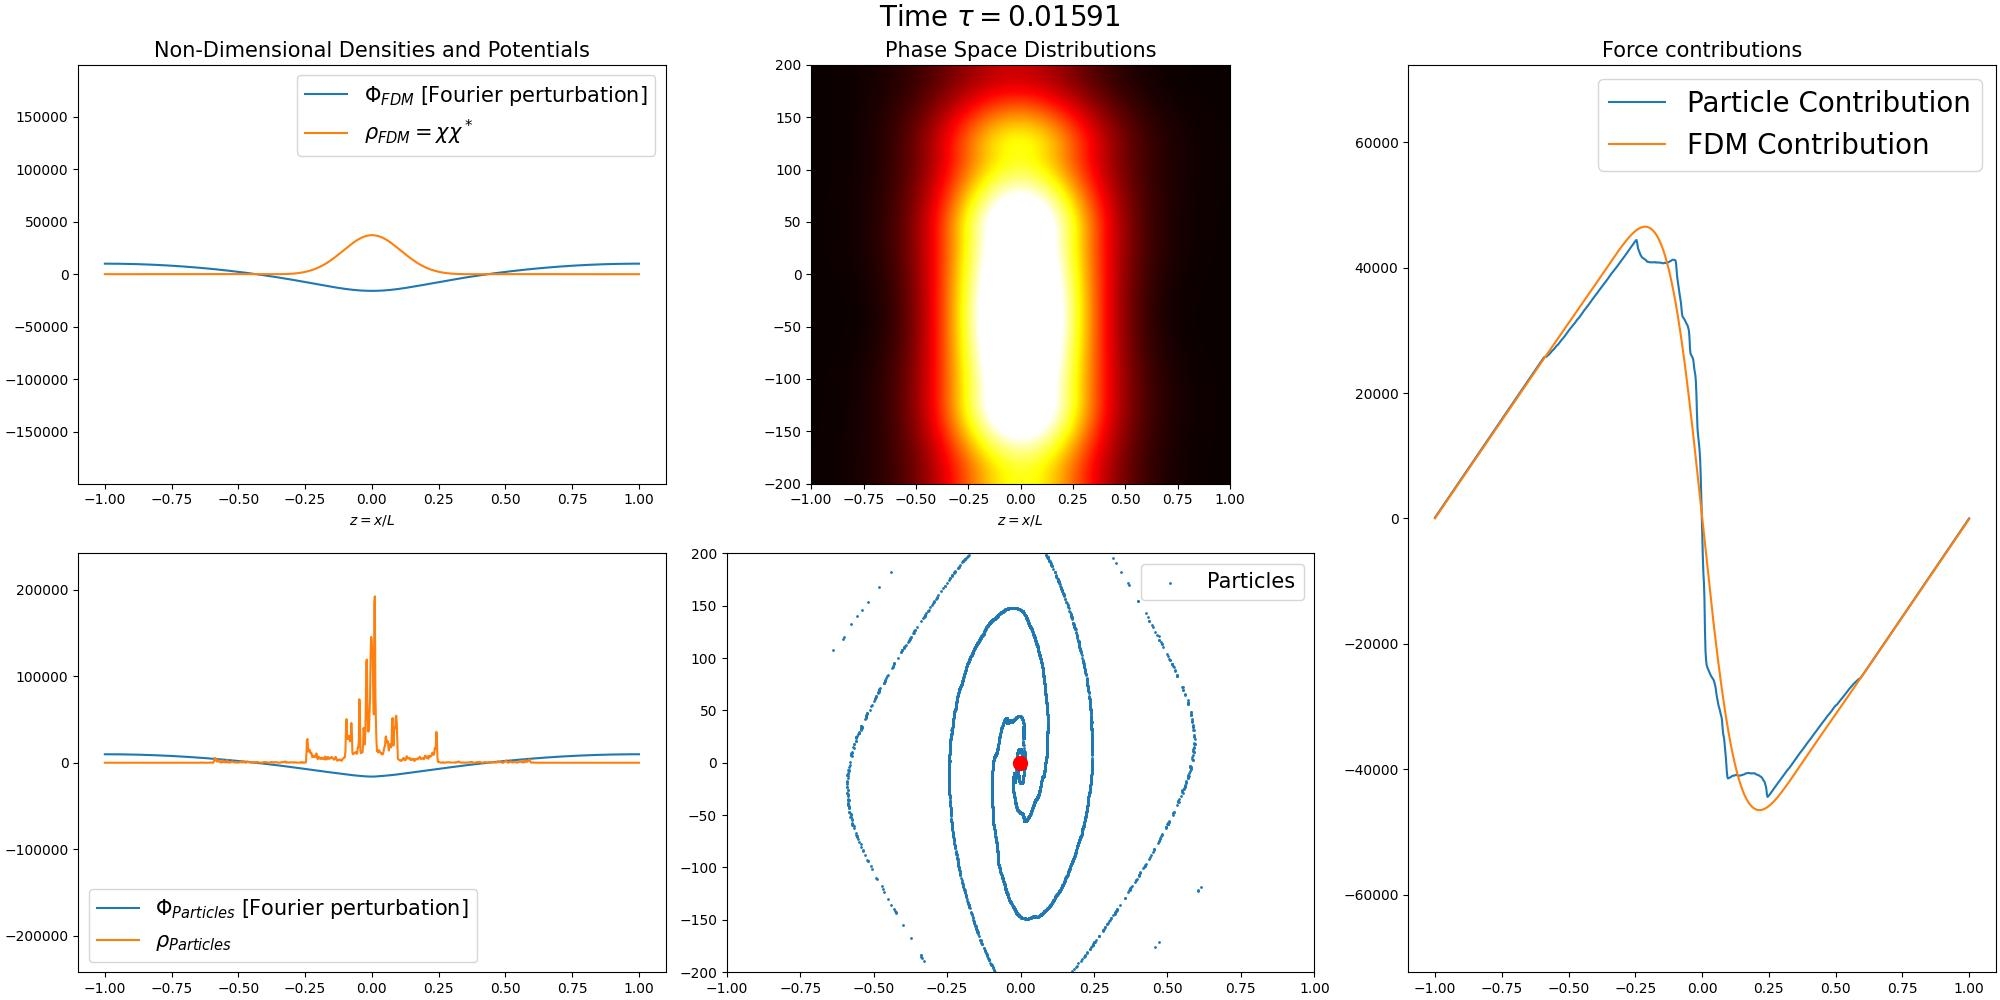 Time τ = 0.01591
Non-Dimensional Densities and Potentials
Φ_FDM [Fourier perturbation]
ρ_FDM = χχ*
150000
100000
50000
0
−50000
−100000
−150000
−1.00 −0.75 −0.50 −0.25 0.00 0.25 0.50 0.75 1.00
z = x/L
Phase Space Distributions
200
150
100
50
0
−50
−100
−150
−200
−1.00 −0.75 −0.50 −0.25 0.00 0.25 0.50 0.75 1.00
z = x/L
Force contributions
Particle Contribution
FDM Contribution
60000
40000
20000
0
−20000
−40000
−60000
−1.00 −0.75 −0.50 −0.25 0.00 0.25 0.50 0.75 1.00
200000
100000
0
−100000
−200000
Φ_Particles [Fourier perturbation]
ρ_Particles
−1.00 −0.75 −0.50 −0.25 0.00 0.25 0.50 0.75 1.00
Particles
200
150
100
50
0
−50
−100
−150
−200
−1.00 −0.75 −0.50 −0.25 0.00 0.25 0.50 0.75 1.00